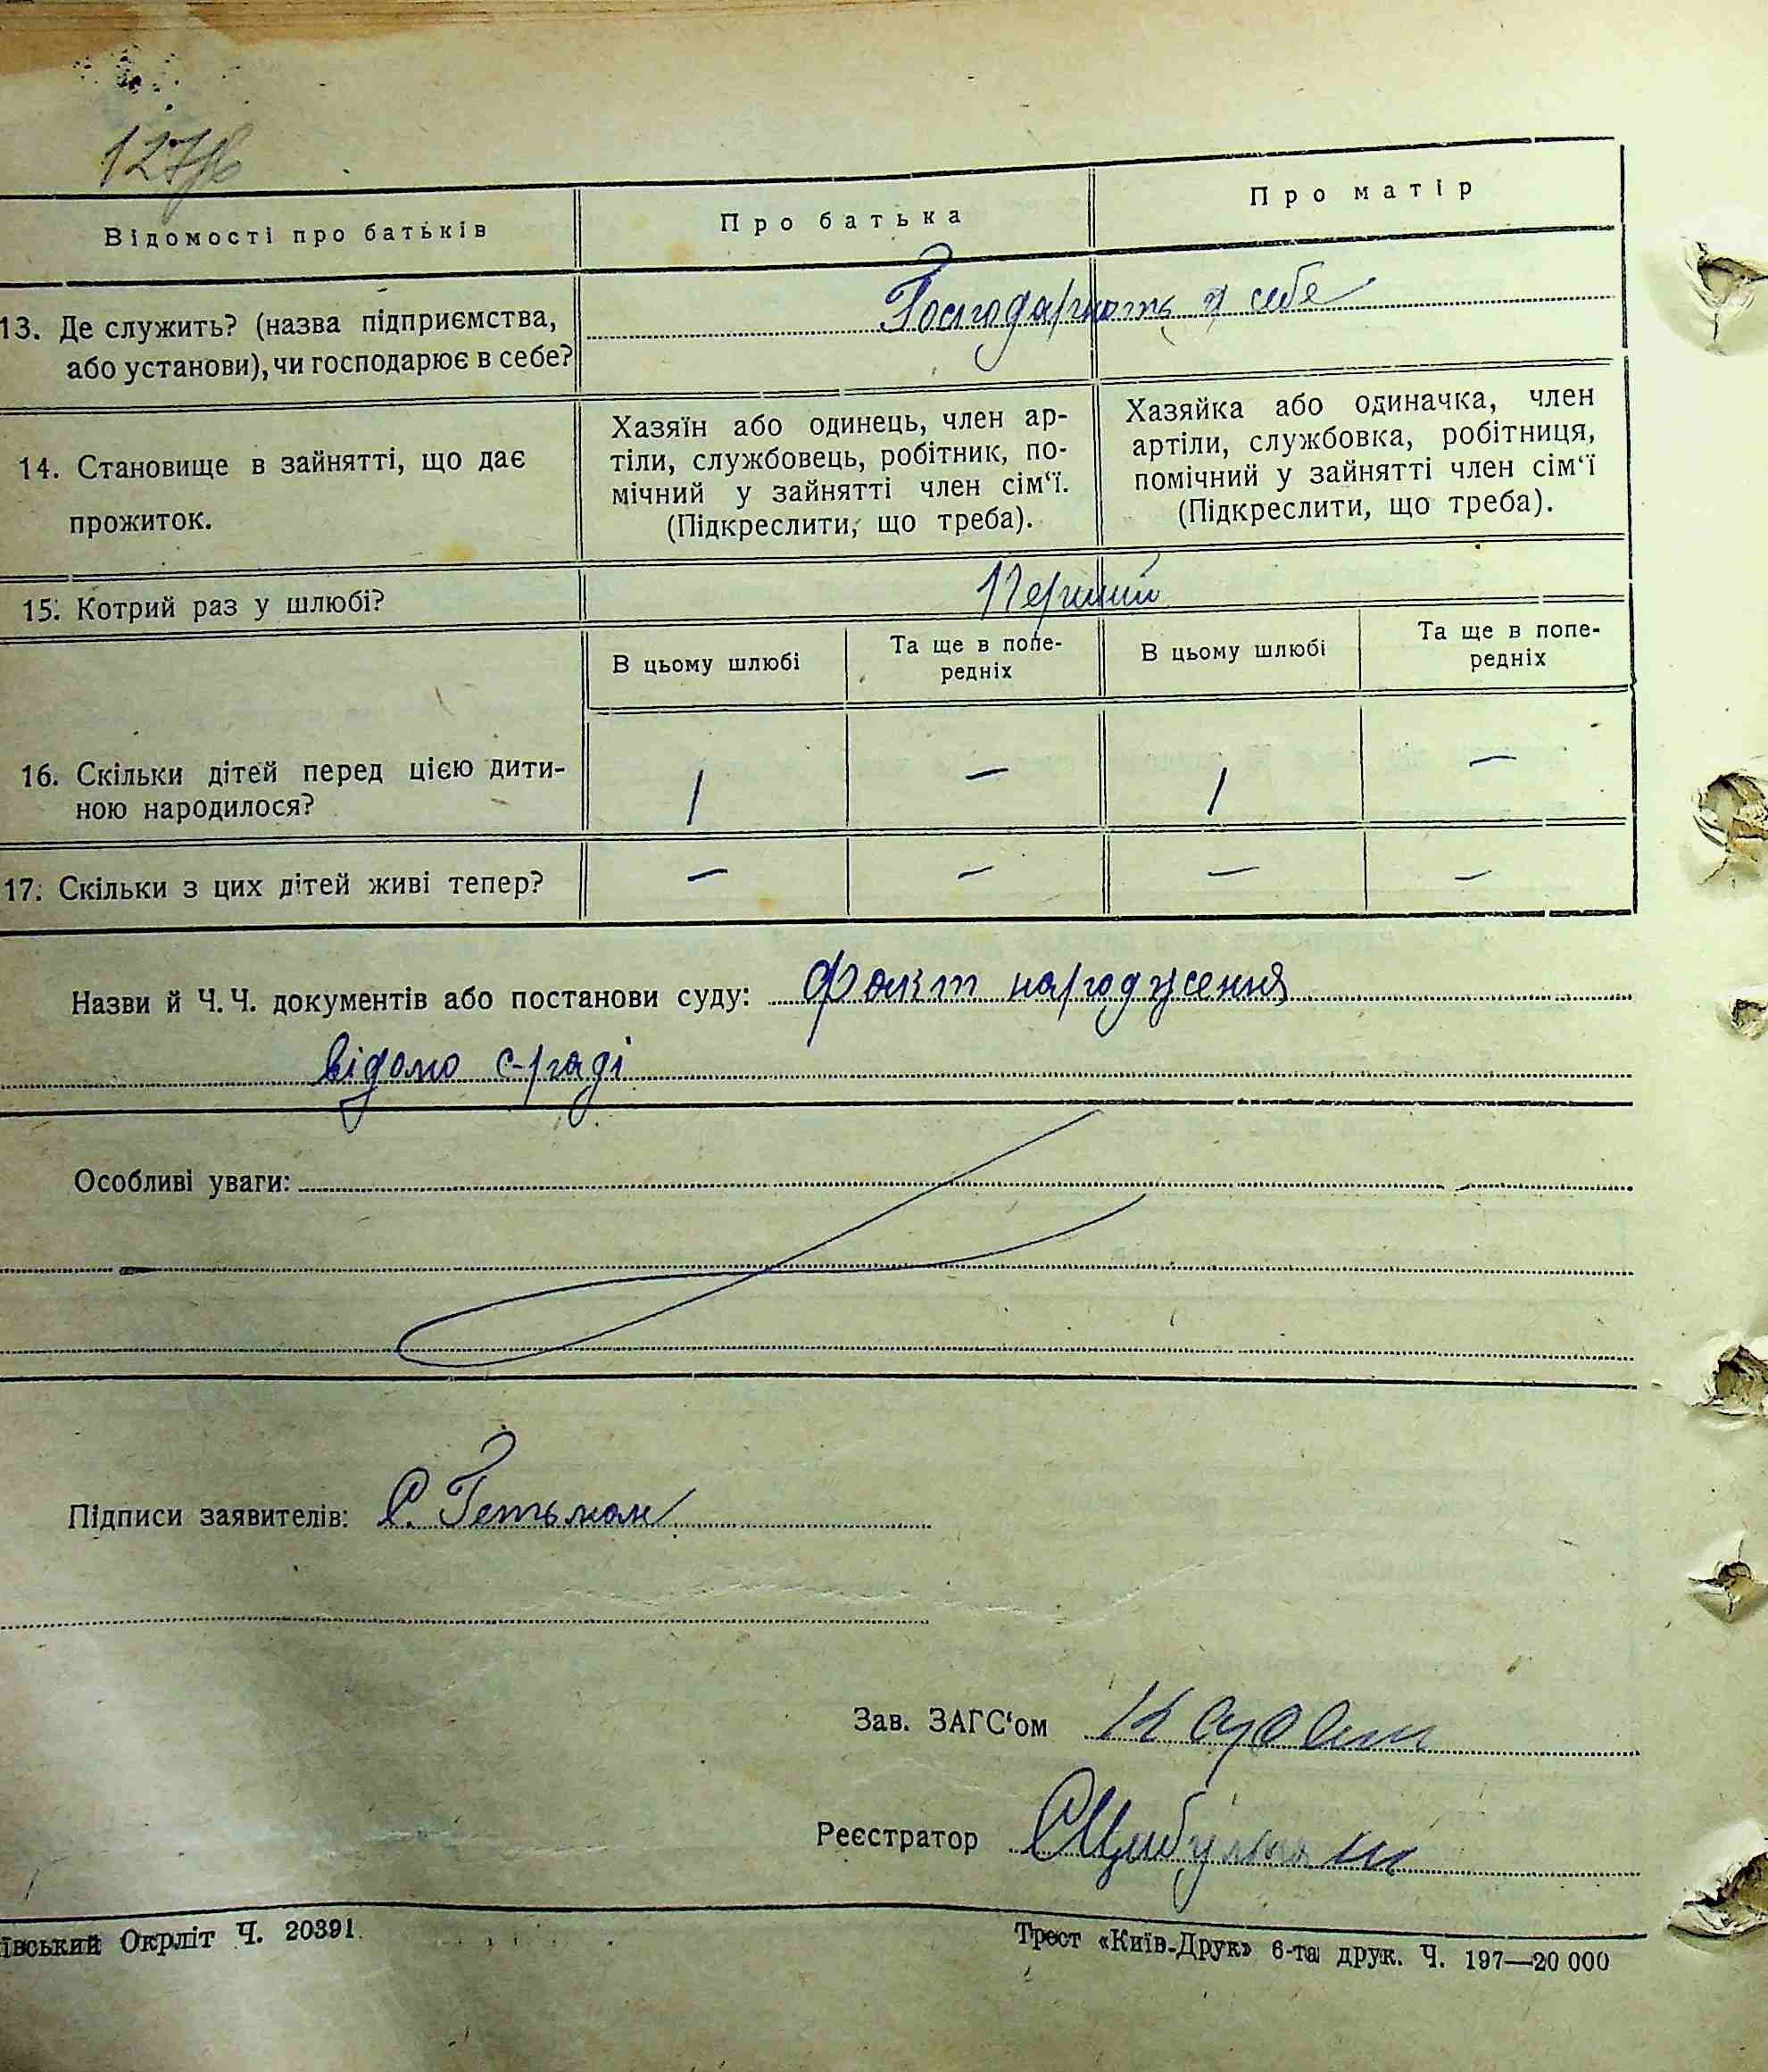 Відомості про батьків
Про батька
Про матір
13. Де служить? (назва підприємства,
або установи), чи господарює в себе?
Господарюють у себе
14. Становище в зайнятті, що дає
прожиток.
Хазяїн або одинець, член ар-
тіли, службовець, робітник, по-
мічний у зайнятті член сім‘ї.
(Підкреслити, що треба).
Хазяйка або одиначка, член
артіли, службовка, робітниця,
помічний у зайнятті член сім‘ї
(Підкреслити, що треба).
15. Котрий раз у шлюбі?
Перший
В цьому шлюбі
Та ще в попе-
редніх
В цьому шлюбі
Та ще в попе-
редніх
16. Скільки дітей перед цією дити-
ною народилося?
1 — 1 —
17. Скільки з цих дітей живі тепер?
— — — —
Назви й Ч.Ч. документів або постанови суду: Факт народження
відомо с-раді
Особливі уваги:
Підписи заявителів: С. Гетьман
Зав. ЗАГС‘ом
Реєстратор
ївський Окрліт Ч. 20391
Трест «Київ-Друк» 6-та друк. Ч. 197—20 000